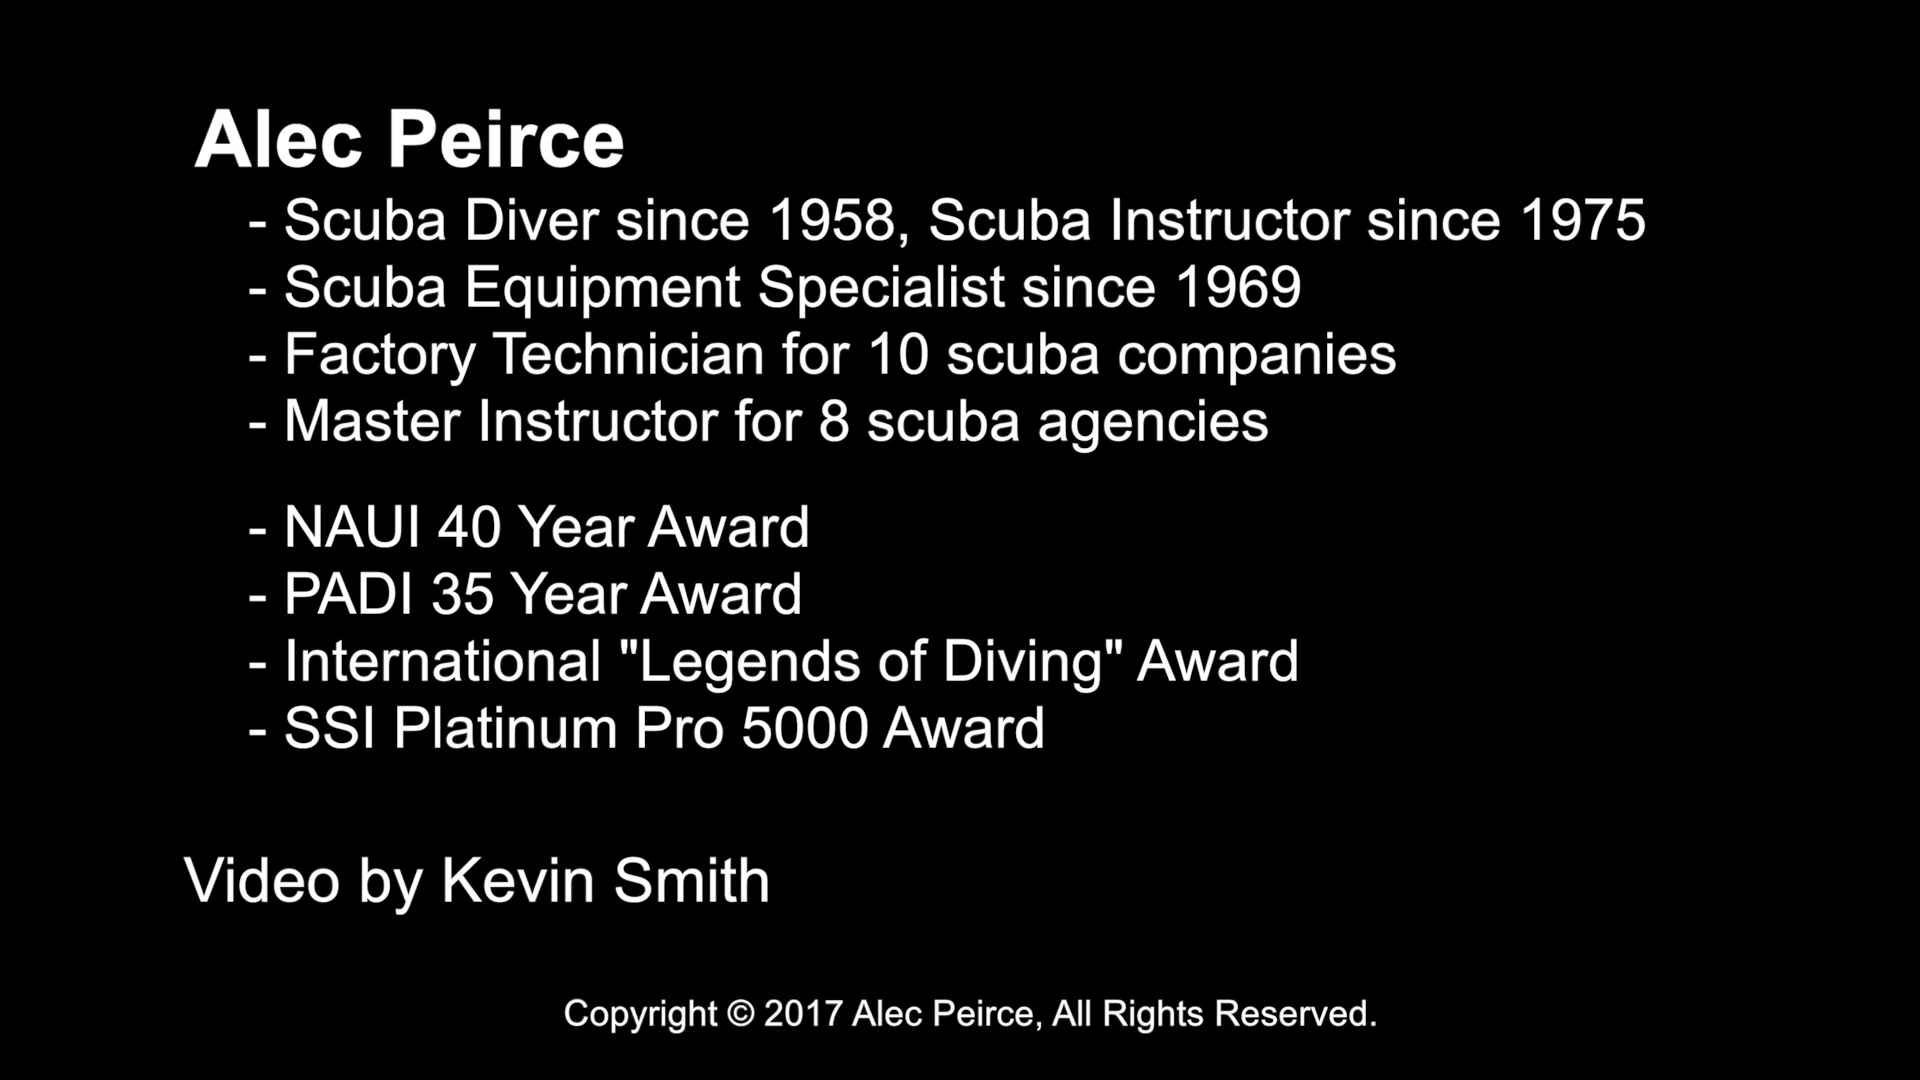 Alec Peirce
- Scuba Diver since 1958, Scuba Instructor since 1975
- Scuba Equipment Specialist since 1969
- Factory Technician for 10 scuba companies
- Master Instructor for 8 scuba agencies
- NAUI 40 Year Award
- PADI 35 Year Award
- International "Legends of Diving" Award
- SSI Platinum Pro 5000 Award
Video by Kevin Smith
Copyright © 2017 Alec Peirce, All Rights Reserved.